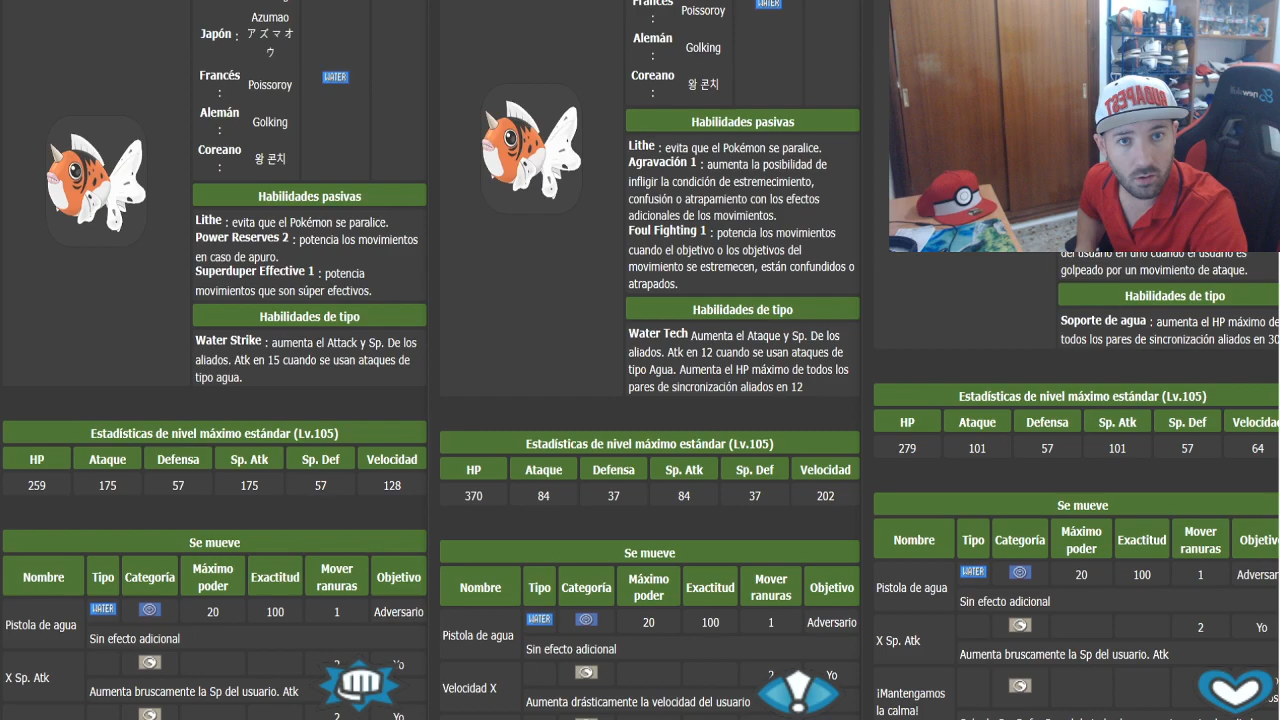 Azumao
Japón :
アズマオ
ウ
Francés
:
Poissoroy
WATER
Alemán
:
Golking
Coreano
:
왕 콘치
Habilidades pasivas
Lithe : evita que el Pokémon se paralice.
Power Reserves 2 : potencia los movimientos
en caso de apuro.
Superduper Effective 1 : potencia
movimientos que son súper efectivos.
Habilidades de tipo
Water Strike : aumenta el Attack y Sp. De los
aliados. Atk en 15 cuando se usan ataques de
tipo agua.
Estadísticas de nivel máximo estándar (Lv.105)
HP Ataque Defensa Sp. Atk Sp. Def Velocidad
259 175 57 175 57 128
Se mueve
Nombre Tipo Categoría Máximo poder Exactitud Mover ranuras Objetivo
Pistola de agua WATER 20 100 1 Adversario
Sin efecto adicional
X Sp. Atk
Aumenta bruscamente la Sp del usuario. Atk
2
Francés
:
Poissoroy
WATER
Alemán
:
Golking
Coreano
:
왕 콘치
Habilidades pasivas
Lithe : evita que el Pokémon se paralice.
Agravación 1 : aumenta la posibilidad de
infligir la condición de estremecimiento,
confusión o atrapamiento con los efectos
adicionales de los movimientos.
Foul Fighting 1 : potencia los movimientos
cuando el objetivo o los objetivos del
movimiento se estremecen, están confundidos o
atrapados.
Habilidades de tipo
Water Tech Aumenta el Ataque y Sp. De los
aliados. Atk en 12 cuando se usan ataques de
tipo Agua. Aumenta el HP máximo de todos los
pares de sincronización aliados en 12
Estadísticas de nivel máximo estándar (Lv.105)
HP Ataque Defensa Sp. Atk Sp. Def Velocidad
370 84 37 84 37 202
Se mueve
Nombre Tipo Categoría Máximo poder Exactitud Mover ranuras Objetivo
Pistola de agua WATER 20 100 1 Adversario
Sin efecto adicional
Velocidad X Yo
Aumenta drásticamente la velocidad del usuario
BUDAPEST
del usuario en uno cuando el usuario es
golpeado por un movimiento de ataque.
Habilidades de tipo
Soporte de agua : aumenta el HP máximo de
todos los pares de sincronización aliados en 30
Estadísticas de nivel máximo estándar (Lv.105)
HP Ataque Defensa Sp. Atk Sp. Def Velocida
279 101 57 101 57 64
Se mueve
Nombre Tipo Categoría Máximo poder Exactitud Mover ranuras Objetiv
Pistola de agua WATER 20 100 1 Adversar
Sin efecto adicional
X Sp. Atk 2 Yo
Aumenta bruscamente la Sp del usuario. Atk
¡Mantengamos
la calma!